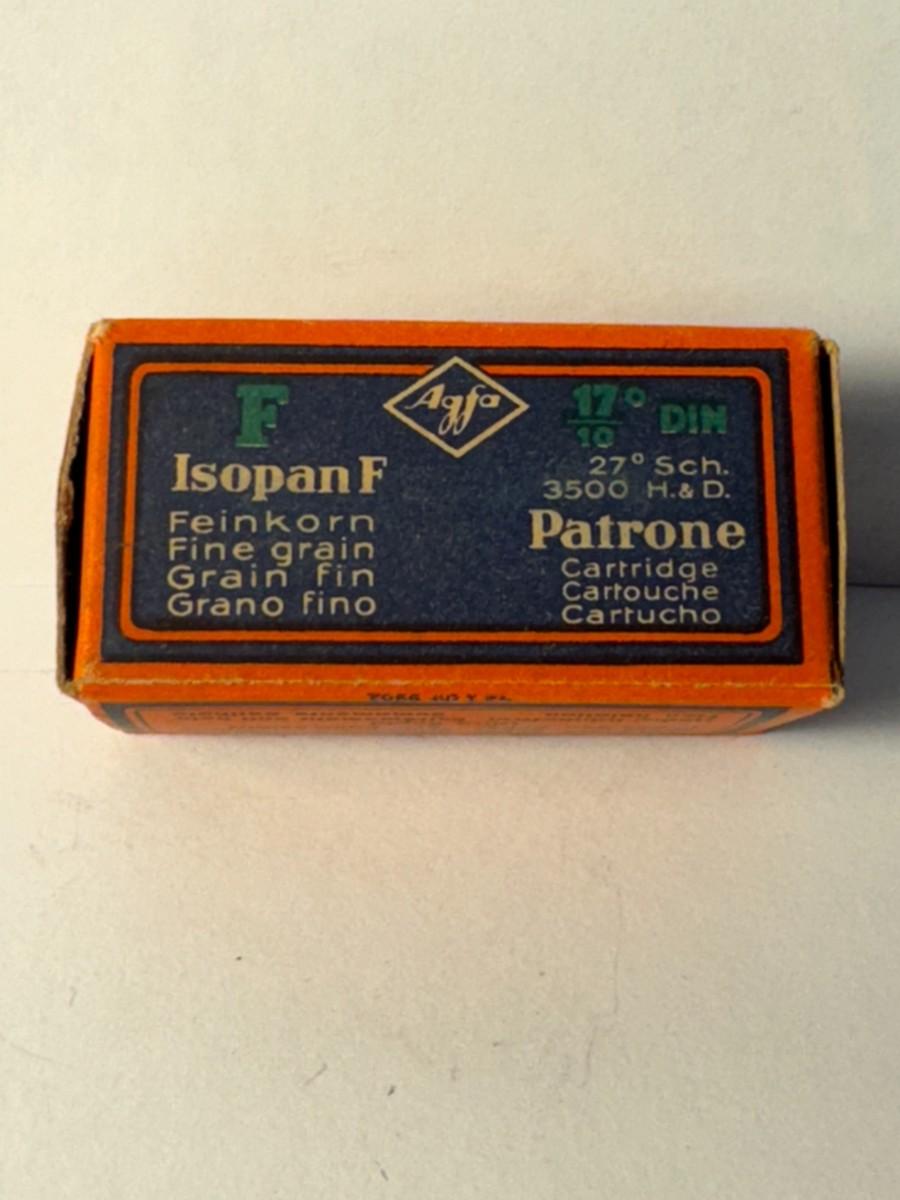 F
Isopan F
Feinkorn
Fine grain
Grain fin
Grano fino
Agfa
17°/10 DIN
27° Sch.
3500 H.& D.
Patrone
Cartridge
Cartouche
Cartucho